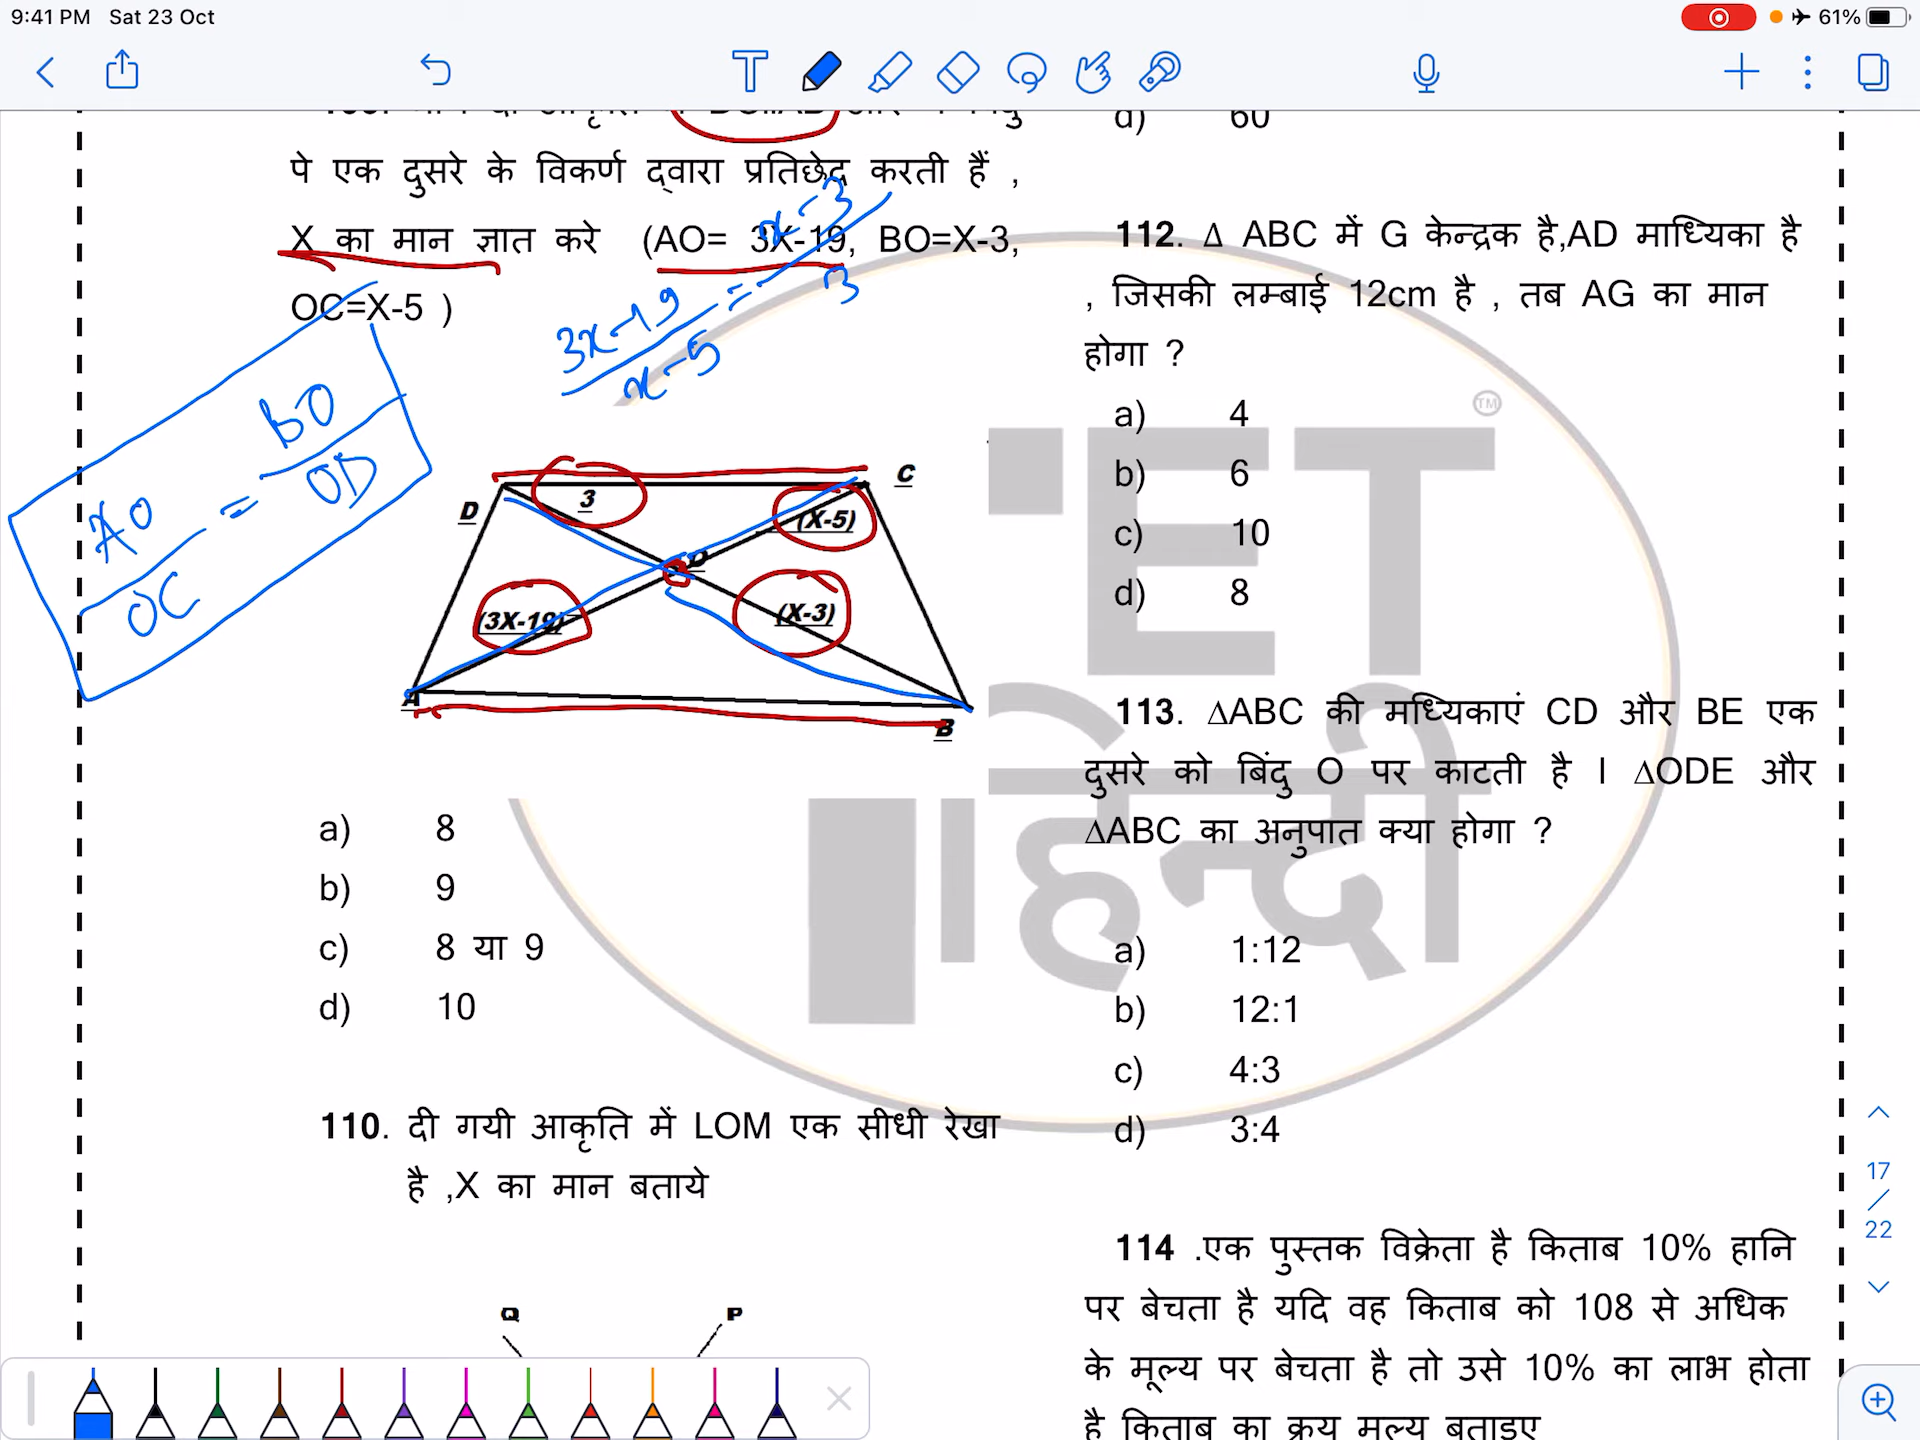 9:41 PM Sat 23 Oct
61%
पे एक दुसरे के विकर्ण द्वारा प्रतिछेद करती हैं ,
X का मान ज्ञात करे (AO= 3X-19, BO=X-3,
OC=X-5 )
x-3
3
3x-19
=
x-5
AO
OC
=
BO
OD
D
3
C
(X-5)
(3X-19)
(X-3)
A
B
a) 8
b) 9
c) 8 या 9
d) 10
110. दी गयी आकृति में LOM एक सीधी रेखा
है ,X का मान बताये
Q P
d) 60
112. ∆ ABC में G केन्द्रक है,AD माध्यिका है
, जिसकी लम्बाई 12cm है , तब AG का मान
होगा ?
a) 4
b) 6
c) 10
d) 8
113. ∆ABC की मध्यिकाएं CD और BE एक
दुसरे को बिंदु O पर काटती है I ∆ODE और
∆ABC का अनुपात क्या होगा ?
a) 1:12
b) 12:1
c) 4:3
d) 3:4
114 .एक पुस्तक विक्रेता है किताब 10% हानि
पर बेचता है यदि वह किताब को 108 से अधिक
के मूल्य पर बेचता है तो उसे 10% का लाभ होता
है किताब का क्रय मूल्य बताइए
ET
हिन्दी
TM
17
/
22